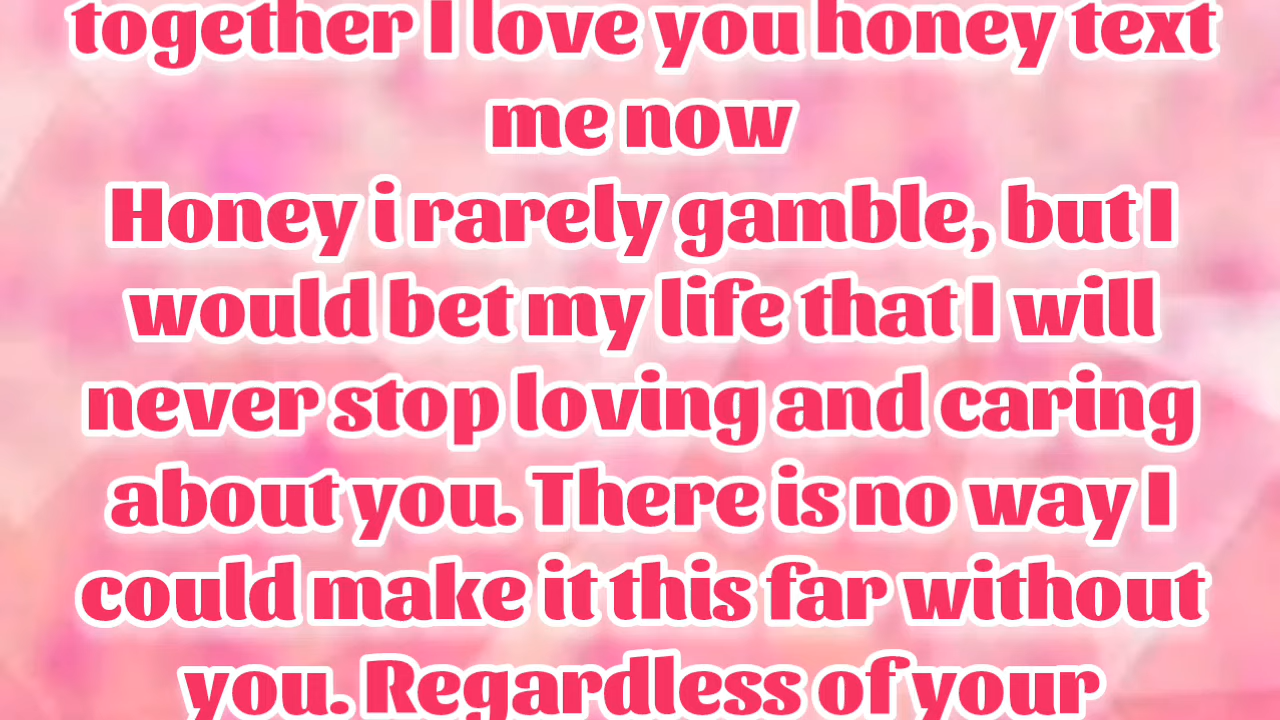 together I love you honey text
me now
Honey i rarely gamble, but I
would bet my life that I will
never stop loving and caring
about you. There is no way I
could make it this far without
you. Regardless of your